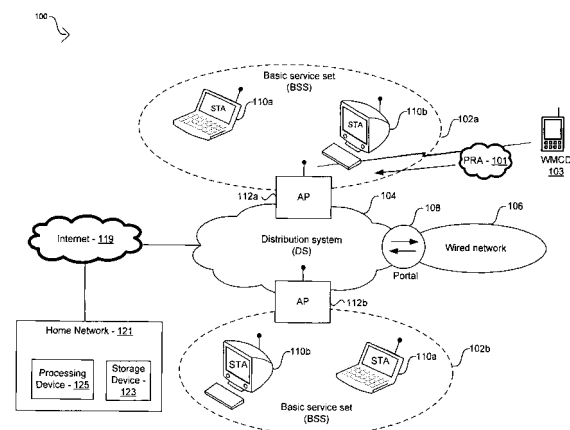 100
Basic service set
(BSS)
STA
110a
STA
110b
102a
PRA - 101
WMCD
103
AP
112a
104
108
106
Internet - 119
Distribution system
(DS)
Wired network
Portal
AP
112b
Home Network - 121
Processing
Device - 125
Storage
Device -
123
STA
110b
STA
110a
102b
Basic service set
(BSS)